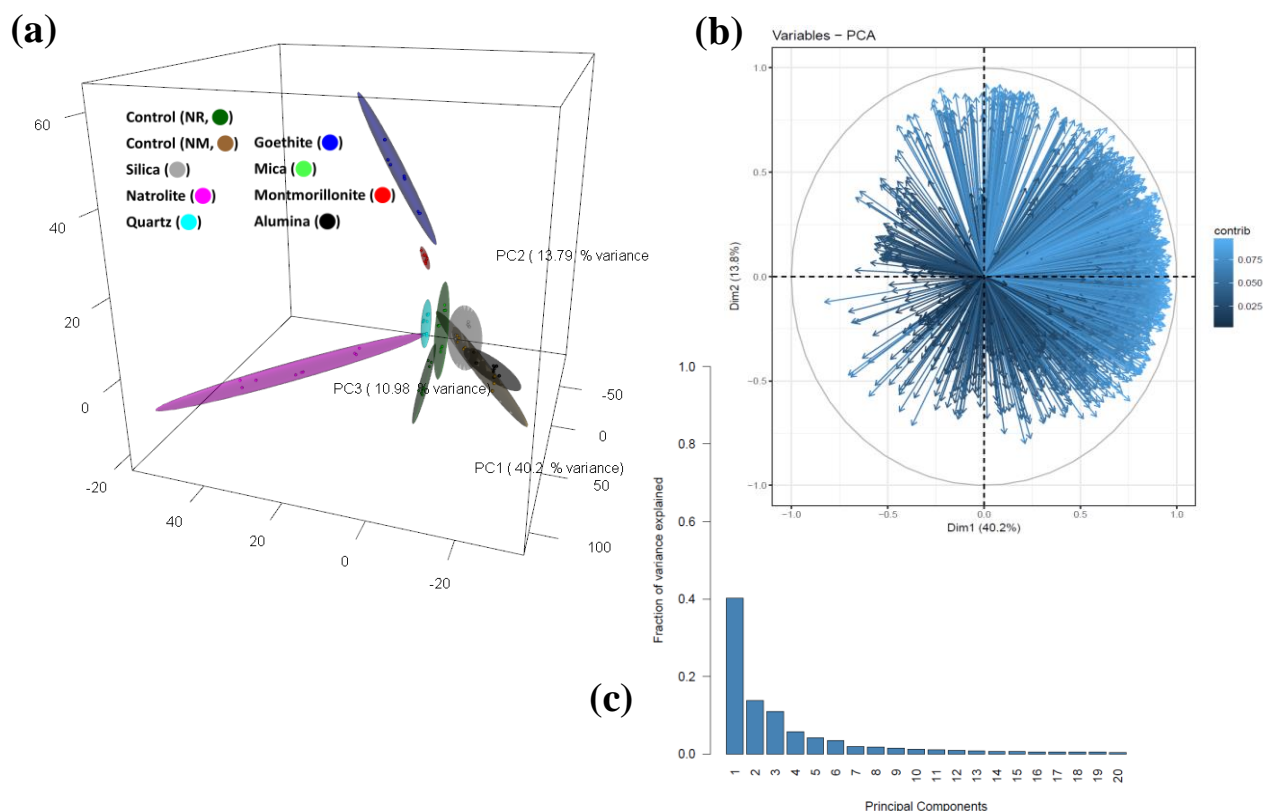 (a)
Control (NR, )
Control (NM, )
Goethite ( )
Silica ( )
Mica ( )
Natrolite ( )
Montmorillonite ( )
Quartz ( )
Alumina ( )
60
40
20
0
-20
PC2 ( 13.79 % variance
PC3 ( 10.98 % variance)
PC1 ( 40.2 % variance)
-50
0
50
100
40
20
0
-20
(b)
Variables − PCA
1.0
0.5
0.0
-0.5
-1.0
Dim2 (13.8%)
−1.0
−0.5
0.0
0.5
1.0
Dim1 (40.2%)
contrib
0.075
0.050
0.025
(c)
Fraction of variance explained
1.0
0.8
0.6
0.4
0.2
0.0
1 2 3 4 5 6 7 8 9 10 11 12 13 14 15 16 17 18 19 20
Principal Components